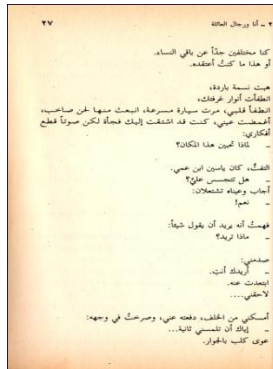 ٢ - أنا ورجال العائلة ٢٧
كنا مختلفين جدّاً عن باقي النساء.
أو هذا ما كنتُ أعتقده.
هبت نسمة باردة،
انطفأت أنوار غرفتك،
انطفأ قلبي، مرت سيارة مسرعة، انبعث منها لحن صاخب،
أغمضت عيني، كنت قد اشتقت إليك فجأة لكن صوتاً قطع
أفكاري:
- لماذا تحبين هذا المكان؟
التفتُّ، كان ياسين ابن عمي.
- هل تتجسس عليّ؟
أجاب وعيناه تشتعلان:
- نعم!
فهمتُ أنه يريد أن يقول شيئاً:
- ماذا تريد؟
صدمني:
- أريدك أنتِ.
ابتعدت عنه.
لاحقني....
أمسكني من الخلف، دفعته عني، وصرختُ في وجهه:
- إياك أن تلمسني ثانية...
عوى كلب بالجوار.